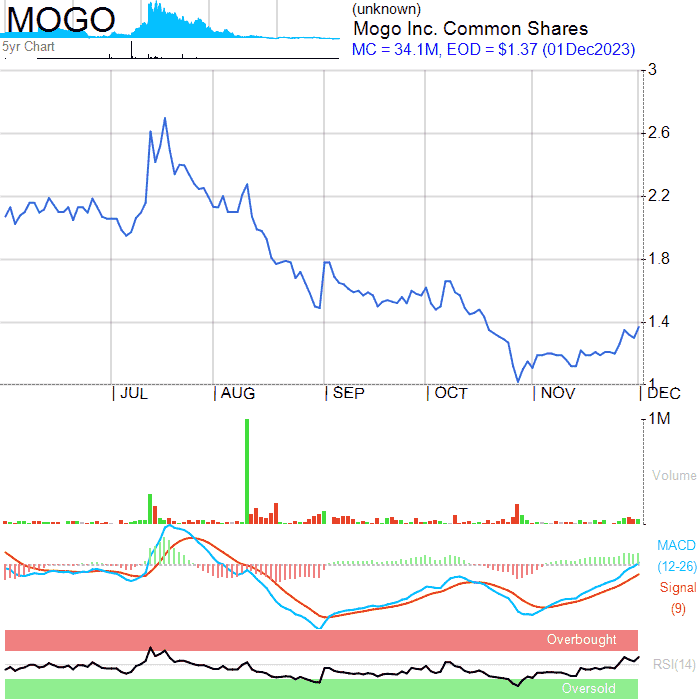 MOGO
(unknown)
Mogo Inc. Common Shares
MC = 34.1M, EOD = $1.37 (01Dec2023)
5yr Chart
3
2.6
2.2
1.8
1.4
1
JUL AUG SEP OCT NOV DEC
1M
Volume
MACD
(12-26)
Signal
(9)
Overbought
RSI(14)
Oversold